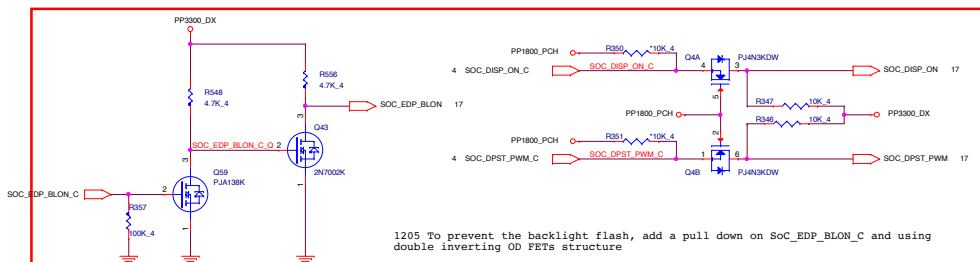 PP3300_DX
R548
4.7K_4
R556
4.7K_4
SOC_EDP_BLON 17
3
Q43
SOC_EDP_BLON_C_Q 2
2N7002K
1
3
Q59
PJA138K
SOC_EDP_BLON_C
2
1
R357
100K_4
PP1800_PCH
R350
*10K_4
Q4A
PJ4N3KDW
4 SOC_DISP_ON_C
SOC_DISP_ON_C
4
3
SOC_DISP_ON 17
5
R347
10K_4
PP1800_PCH
PP3300_DX
R346
10K_4
2
PP1800_PCH
R351
*10K_4
4 SOC_DPST_PWM_C
SOC_DPST_PWM_C
1
6
SOC_DPST_PWM 17
Q4B
PJ4N3KDW
1205 To prevent the backlight flash, add a pull down on SoC_EDP_BLON_C and using
double inverting OD FETs structure